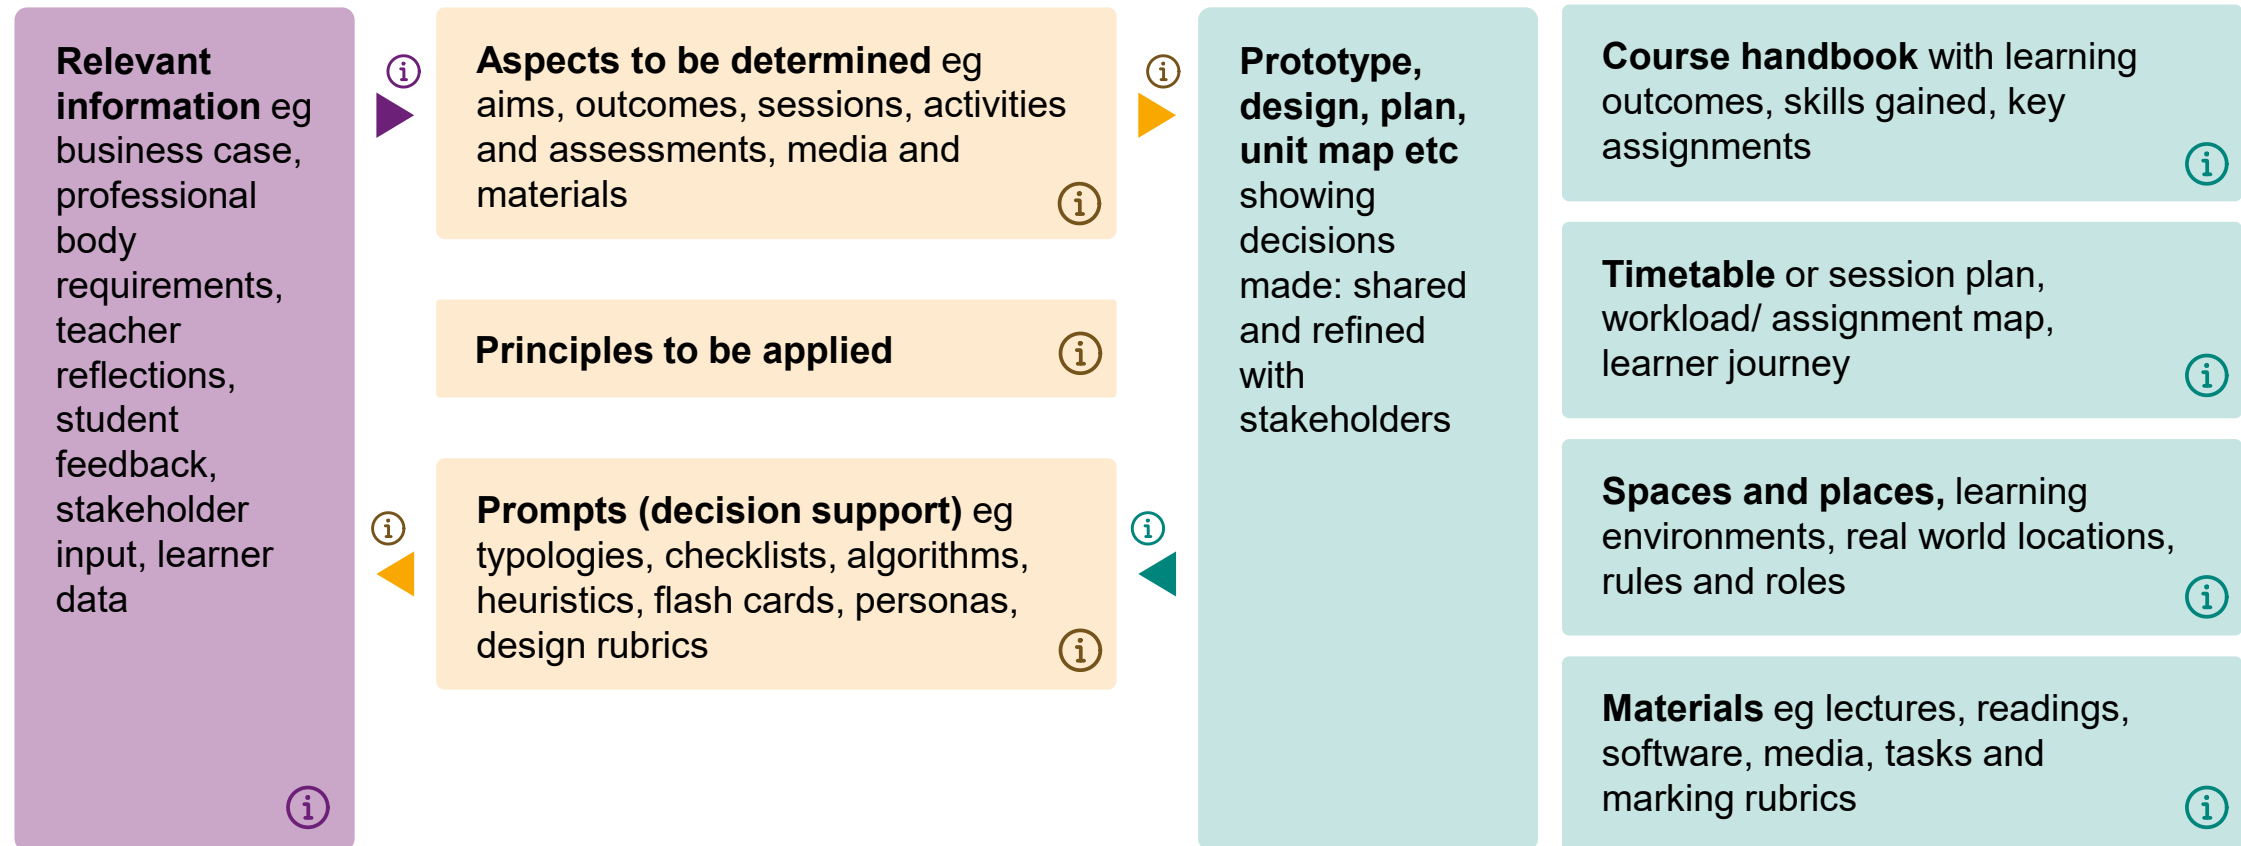 Relevant
information eg
business case,
professional
body
requirements,
teacher
reflections,
student
feedback,
stakeholder
input, learner
data
Aspects to be determined eg
aims, outcomes, sessions, activities
and assessments, media and
materials
Principles to be applied
Prompts (decision support) eg
typologies, checklists, algorithms,
heuristics, flash cards, personas,
design rubrics
Prototype,
design, plan,
unit map etc
showing
decisions
made: shared
and refined
with
stakeholders
Course handbook with learning
outcomes, skills gained, key
assignments
Timetable or session plan,
workload/ assignment map,
learner journey
Spaces and places, learning
environments, real world locations,
rules and roles
Materials eg lectures, readings,
software, media, tasks and
marking rubrics